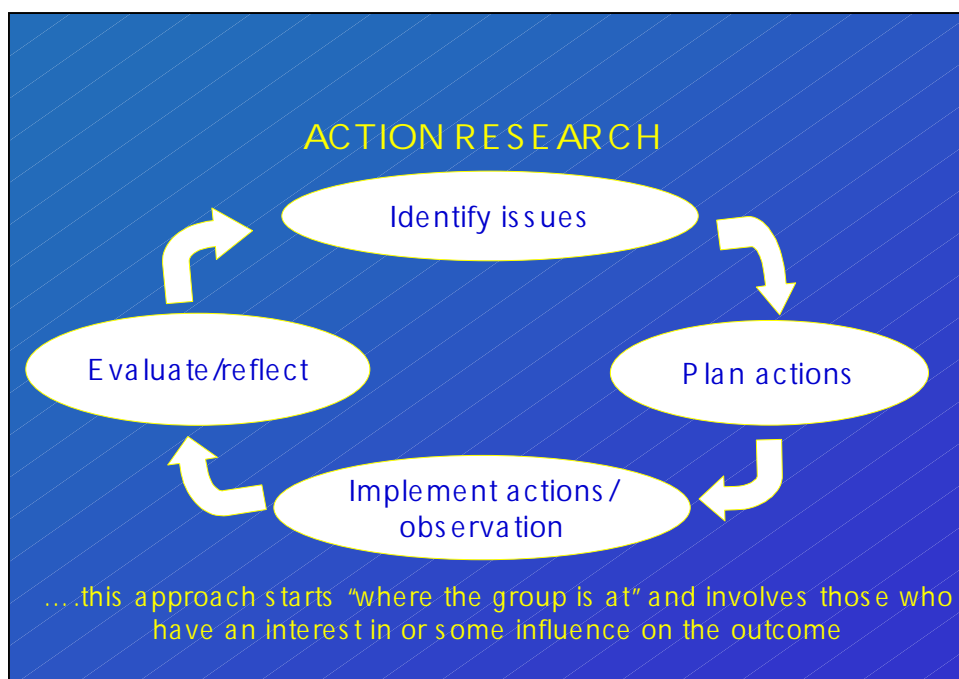 ACTION RESEARCH
Identify issues
Evaluate/reflect
Plan actions
Implement actions/
observation
....this approach starts “where the group is at” and involves those who
have an interest in or some influence on the outcome